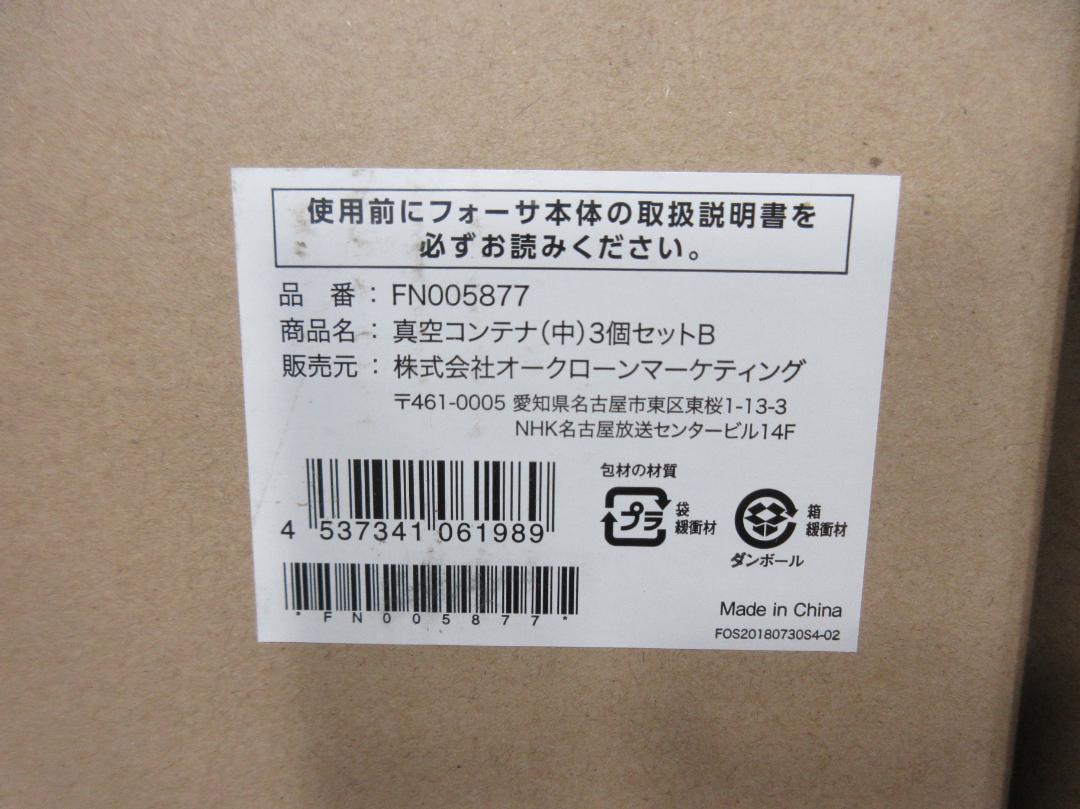 使用前にフォーサ本体の取扱説明書を
必ずお読みください。
品 番 : FN005877
商品名 : 真空コンテナ(中)3個セットB
販売元 : 株式会社オークローンマーケティング
〒461-0005 愛知県名古屋市東区東桜1-13-3
NHK名古屋放送センタービル14F
包材の材質
プラ 袋
緩衝材
箱
緩衝材
ダンボール
4 537341 061989
*FN005877*
Made in China
FOS20180730S4-02